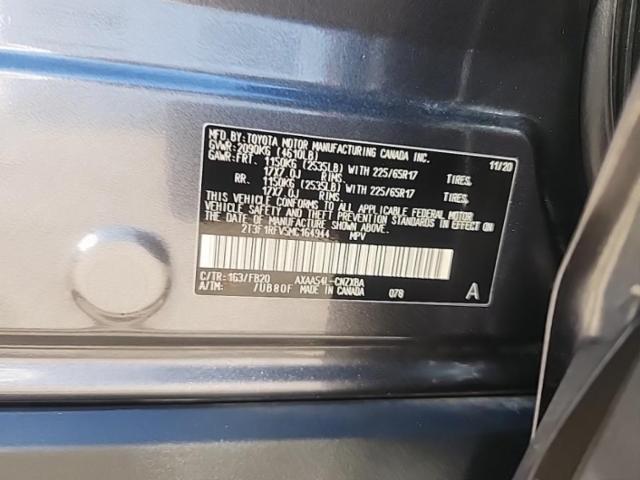 MFD.BY:TOYOTA MOTOR MANUFACTURING CANADA INC.
GVWR:2090KG (4610LB) 11/20
GAWR:FRT. 1150KG (2535LB) WITH 225/65R17 TIRES.
17X7.0J RIMS.
RR. 1150KG (2535LB) WITH 225/65R17 TIRES.
17X7.0J RIMS.
THIS VEHICLE CONFORMS TO ALL APPLICABLE FEDERAL MOTOR
VEHICLE SAFETY, BUMPER, AND THEFT PREVENTION STANDARDS IN EFFECT ON
THE DATE OF MANUFACTURE SHOWN ABOVE.
2T3F1RFV5MC164944 MPV
C/TR:1G3/FB20 AXAA54L-CNZXBA
A/TM: /UB80F MADE IN CANADA 078 A